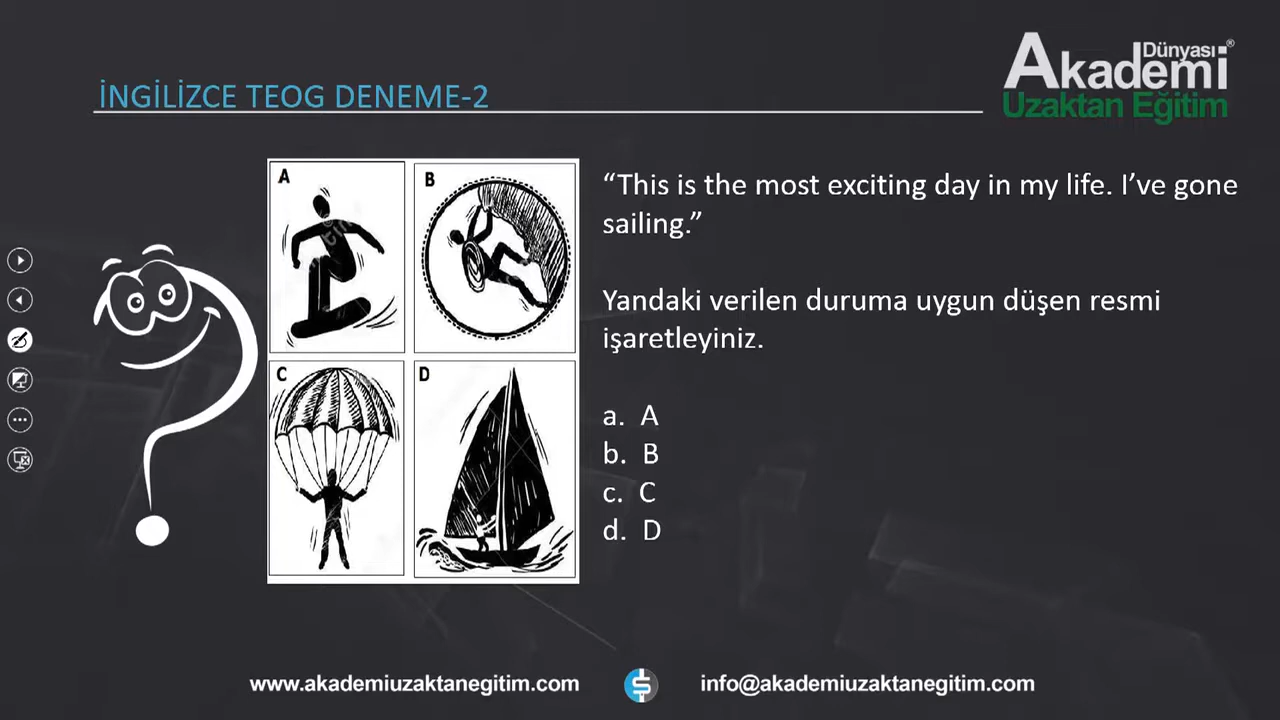 Dünyası®
Akademi
Uzaktan Eğitim
İNGİLİZCE TEOG DENEME-2
A
B
C
D
“This is the most exciting day in my life. I’ve gone
sailing.”
Yandaki verilen duruma uygun düşen resmi
işaretleyiniz.
a. A
b. B
c. C
d. D
www.akademiuzaktanegitim.com
info@akademiuzaktanegitim.com